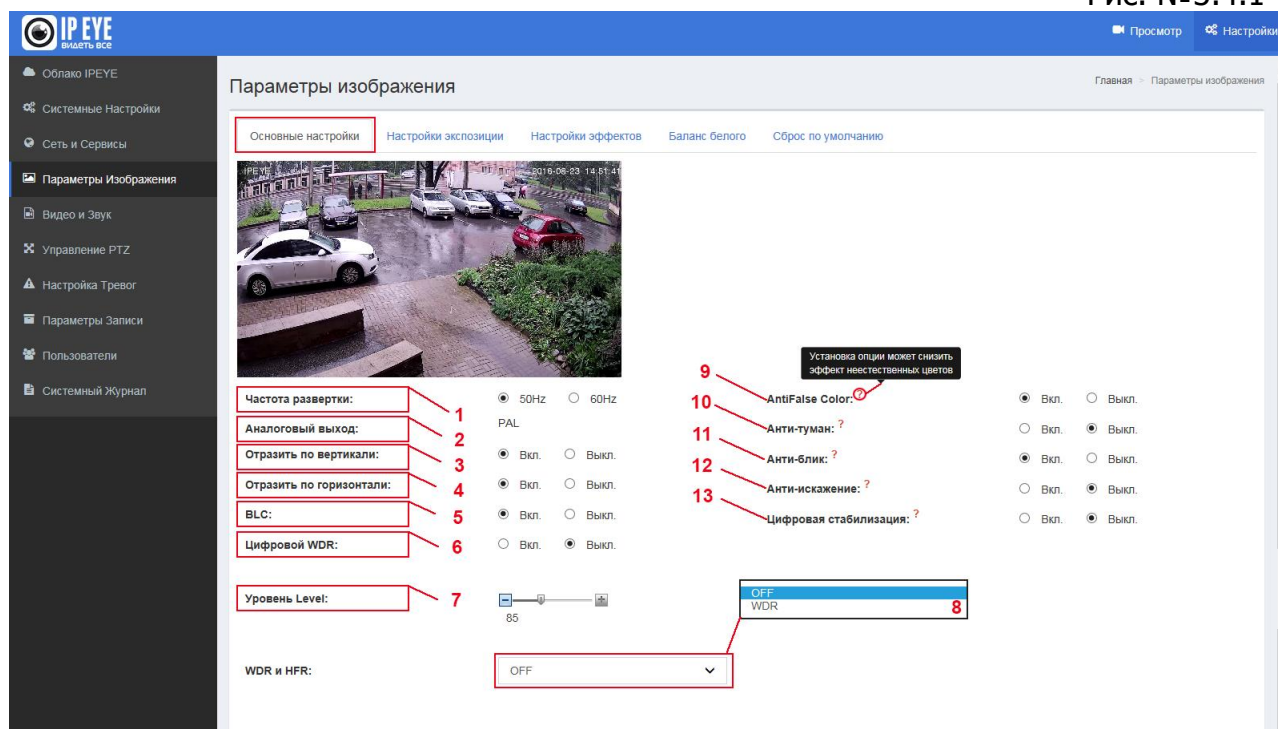 Рис. №5.4.1
IP EYE
видеть все
Просмотр
Настройки
Облако IPEYE
Системные Настройки
Сеть и Сервисы
Параметры Изображения
Видео и Звук
Управление PTZ
Настройка Тревог
Параметры Записи
Пользователи
Системный Журнал
Параметры изображения
Главная > Параметры изображения
Основные настройки
Настройки экспозиции
Настройки эффектов
Баланс белого
Сброс по умолчанию
IPEYE
2016-08-23 14:51:41
Частота развертки:
1
50Hz
60Hz
Аналоговый выход:
2
PAL
Отразить по вертикали:
3
Вкл.
Выкл.
Отразить по горизонтали:
4
Вкл.
Выкл.
BLC:
5
Вкл.
Выкл.
Цифровой WDR:
6
Вкл.
Выкл.
Уровень Level:
7
85
WDR и HFR:
OFF
OFF
WDR
8
Установка опции может снизить
эффект неестественных цветов
9
AntiFalse Color: ?
Вкл.
Выкл.
10
Анти-туман: ?
Вкл.
Выкл.
11
Анти-блик: ?
Вкл.
Выкл.
12
Анти-искажение: ?
Вкл.
Выкл.
13
Цифровая стабилизация: ?
Вкл.
Выкл.